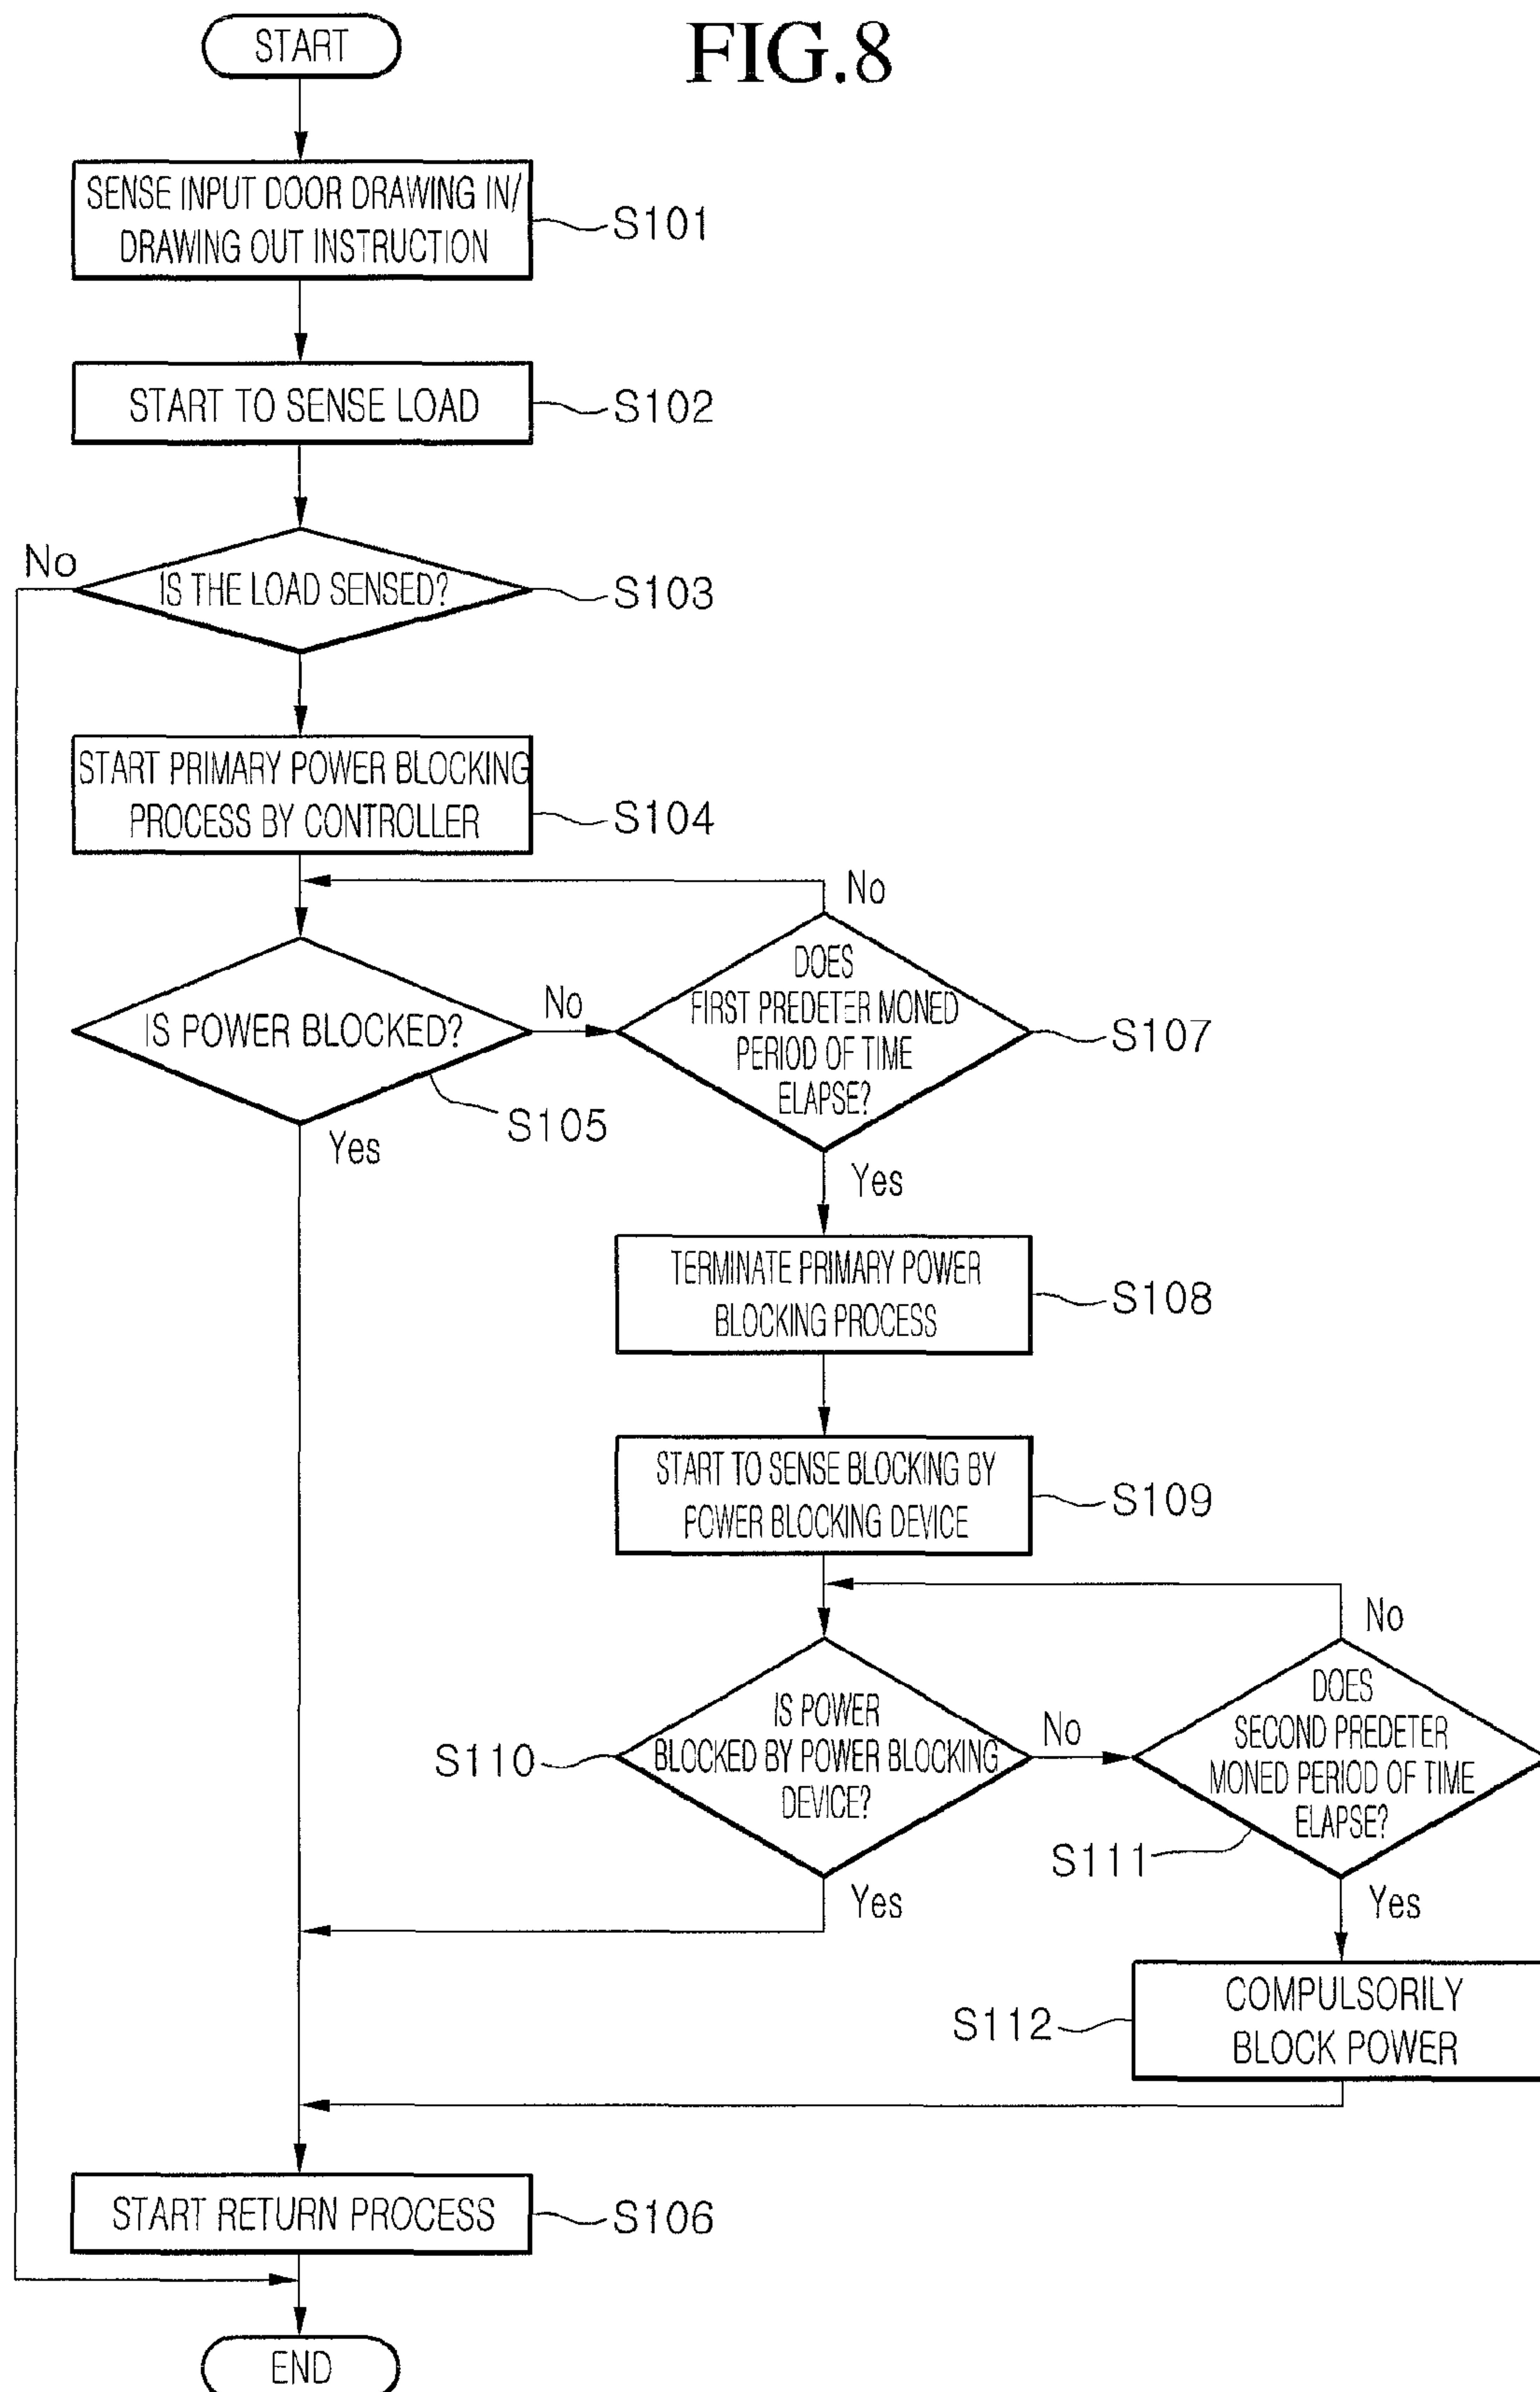 START
FIG.8
SENSE INPUT DOOR DRAWING IN/
DRAWING OUT INSTRUCTION
S101
START TO SENSE LOAD
S102
No
IS THE LOAD SENSED?
S103
START PRIMARY POWER BLOCKING
PROCESS BY CONTROLLER
S104
No
IS POWER BLOCKED?
No
S105
Yes
DOES
FIRST PREDETER MONED
PERIOD OF TIME
ELAPSE?
S107
Yes
TERMINATE PRIMARY POWER
BLOCKING PROCESS
S108
START TO SENSE BLOCKING BY
POWER BLOCKING DEVICE
S109
No
IS POWER
BLOCKED BY POWER BLOCKING
DEVICE?
S110
No
Yes
DOES
SECOND PREDETER
MONED PERIOD OF TIME
ELAPSE?
S111
Yes
COMPULSORILY
BLOCK POWER
S112
START RETURN PROCESS
S106
END